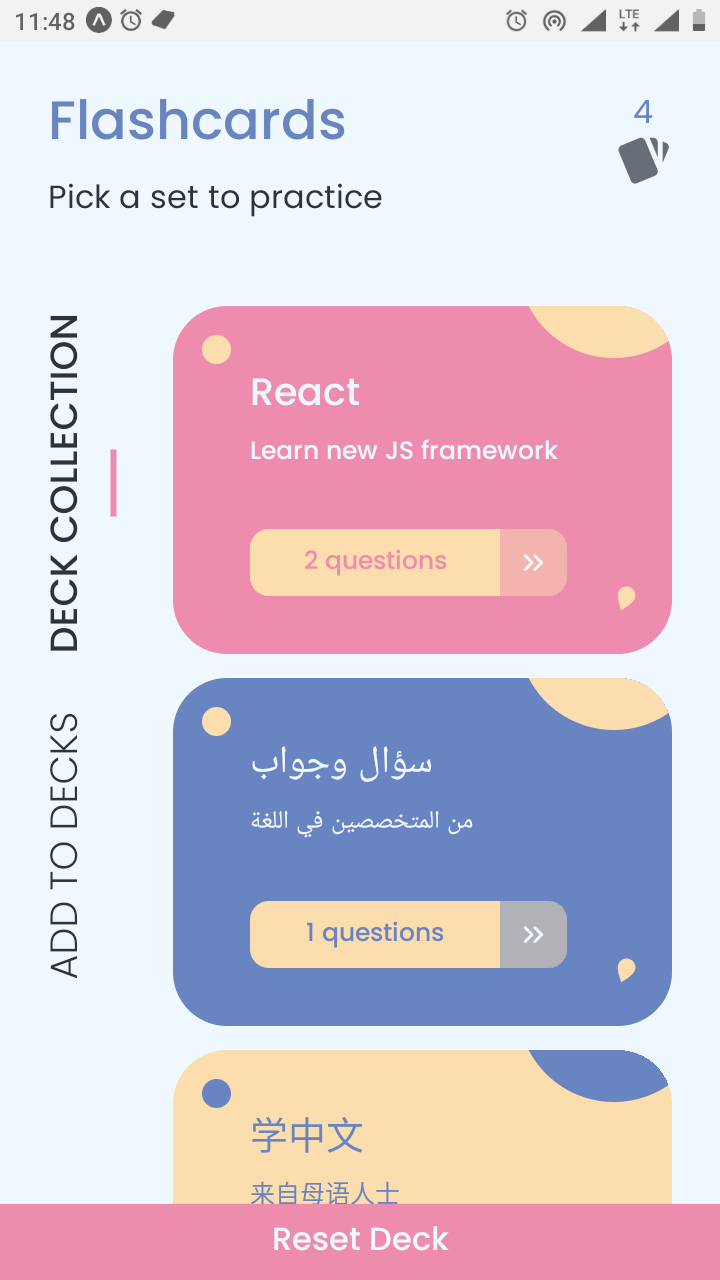 11:48
LTE
Flashcards
4
Pick a set to practice
DECK COLLECTION
ADD TO DECKS
React
Learn new JS framework
2 questions
سؤال وجواب
من المتخصصين في اللغة
1 questions
学中文
来自母语人士
Reset Deck